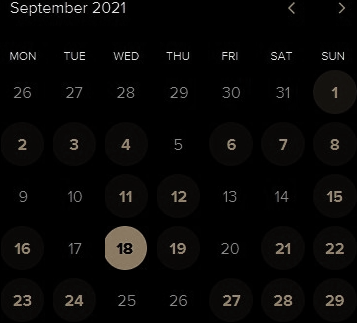 September 2021
MON TUE WED THU FRI SAT SUN
26 27 28 29 30 31 1
2 3 4 5 6 7 8
9 10 11 12 13 14 15
16 17 18 19 20 21 22
23 24 25 26 27 28 29